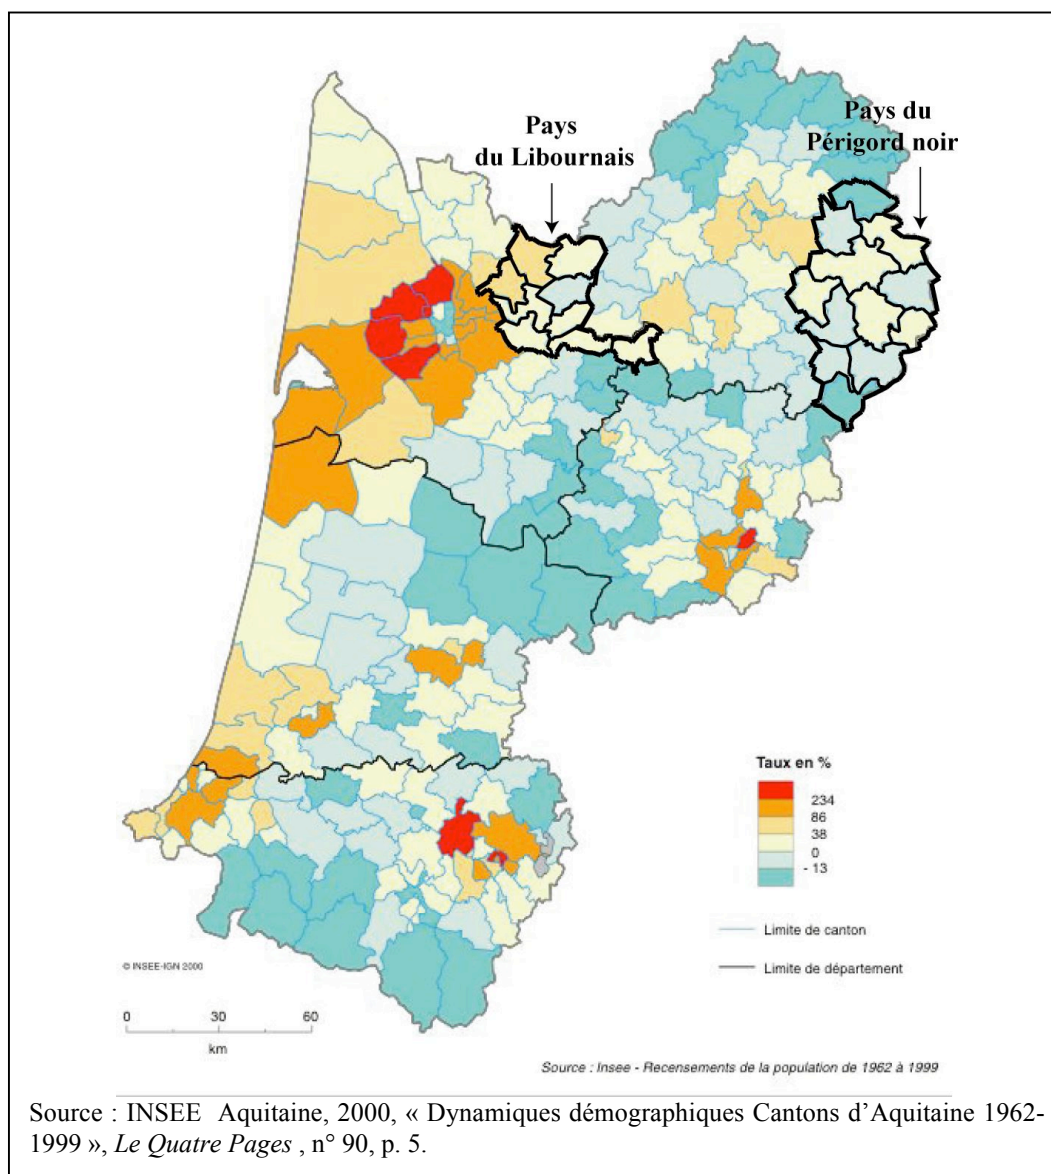 Pays
du Libournais
Pays du
Périgord noir
Taux en %
234
86
38
0
- 13
Limite de canton
Limite de département
© INSEE-IGN 2000
0 30 60
km
Source : Insee - Recensements de la population de 1962 à 1999
Source : INSEE Aquitaine, 2000, « Dynamiques démographiques Cantons d’Aquitaine 1962-
1999 », Le Quatre Pages , n° 90, p. 5.